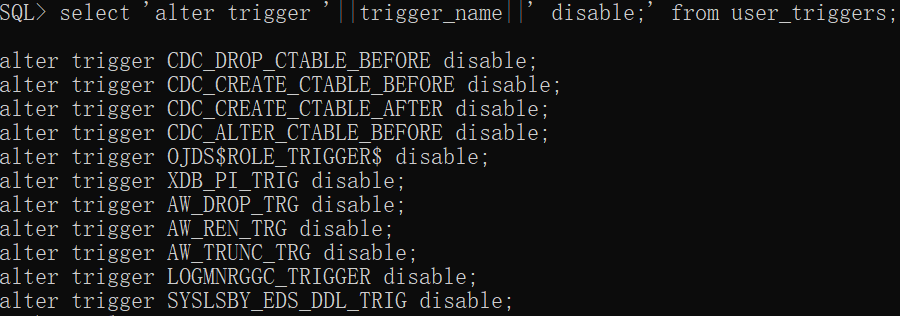 SQL> select 'alter trigger '||trigger_name||' disable;' from user_triggers;
alter trigger CDC_DROP_CTABLE_BEFORE disable;
alter trigger CDC_CREATE_CTABLE_BEFORE disable;
alter trigger CDC_CREATE_CTABLE_AFTER disable;
alter trigger CDC_ALTER_CTABLE_BEFORE disable;
alter trigger OJDS$ROLE_TRIGGER$ disable;
alter trigger XDB_PI_TRIG disable;
alter trigger AW_DROP_TRG disable;
alter trigger AW_REN_TRG disable;
alter trigger AW_TRUNC_TRG disable;
alter trigger LOGMNRGGC_TRIGGER disable;
alter trigger SYSLSBY_EDS_DDL_TRIG disable;